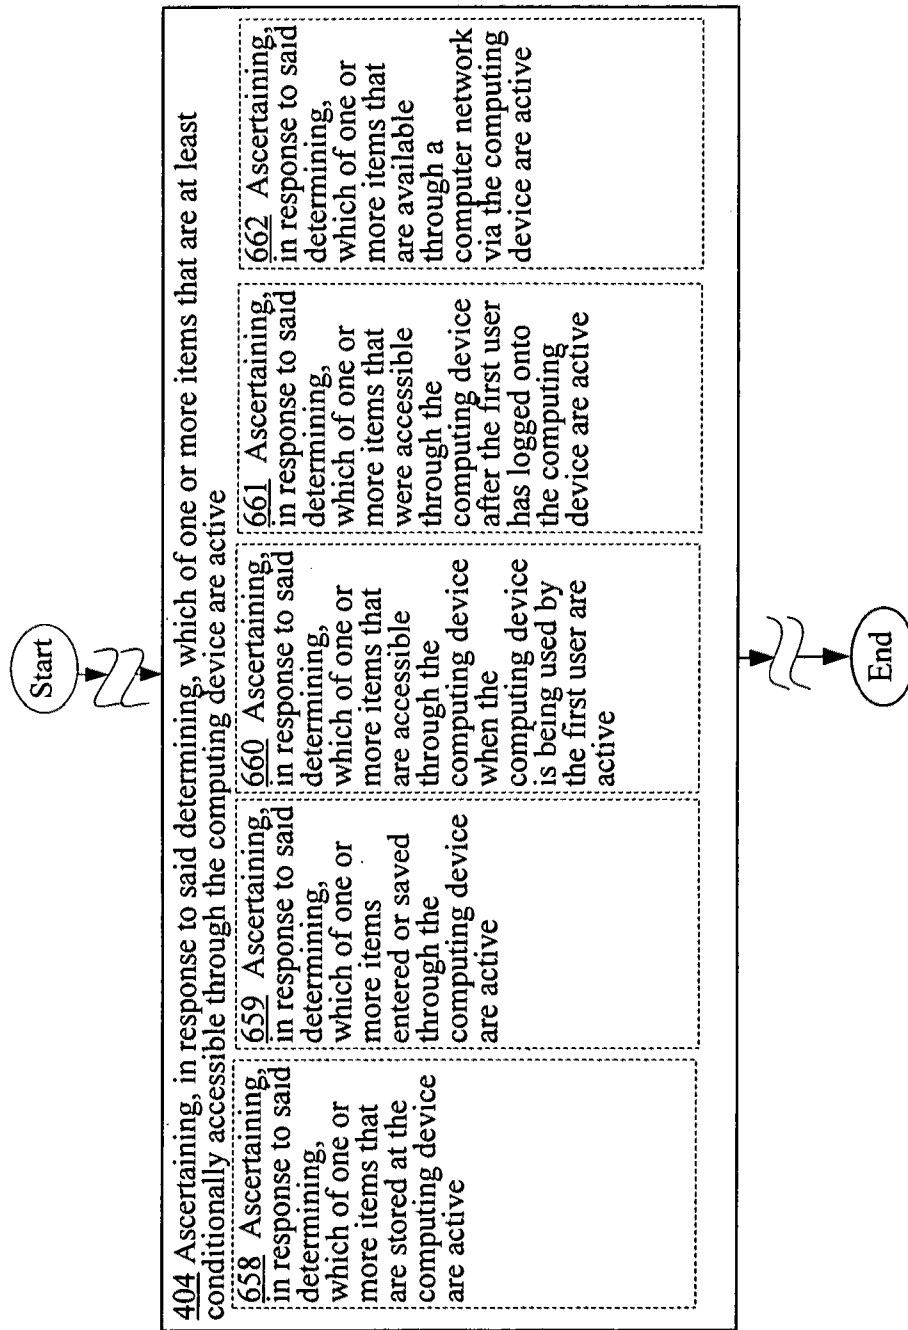 Start
404 Ascertaining, in response to said determining, which of one or more items that are at least
conditionally accessible through the computing device are active
658 Ascertaining,
in response to said
determining,
which of one or
more items that
are stored at the
computing device
are active
659 Ascertaining,
in response to said
determining,
which of one or
more items
entered or saved
through the
computing device
are active
660 Ascertaining,
in response to said
determining,
which of one or
more items that
are accessible
through the
computing device
when the
computing device
is being used by
the first user are
active
661 Ascertaining,
in response to said
determining,
which of one or
more items that
were accessible
through the
computing device
after the first user
has logged onto
the computing
device are active
662 Ascertaining,
in response to said
determining,
which of one or
more items that
are available
through a
computer network
via the computing
device are active
End